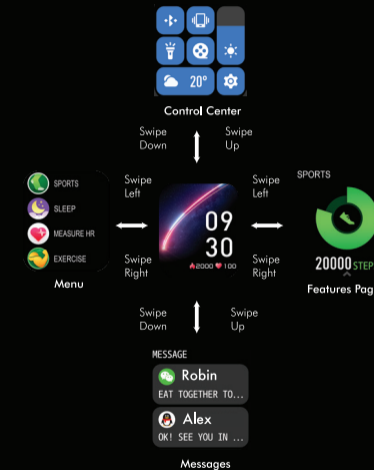 20°
Control Center
Swipe Down
Swipe Up
SPORTS
SLEEP
MEASURE HR
EXERCISE
Menu
Swipe Left
Swipe Right
09
30
2000 100
Swipe Left
Swipe Right
SPORTS
20000 STEP
Features Pag
Swipe Down
Swipe Up
MESSAGE
Robin
EAT TOGETHER TO...
Alex
OK! SEE YOU IN ...
Messages